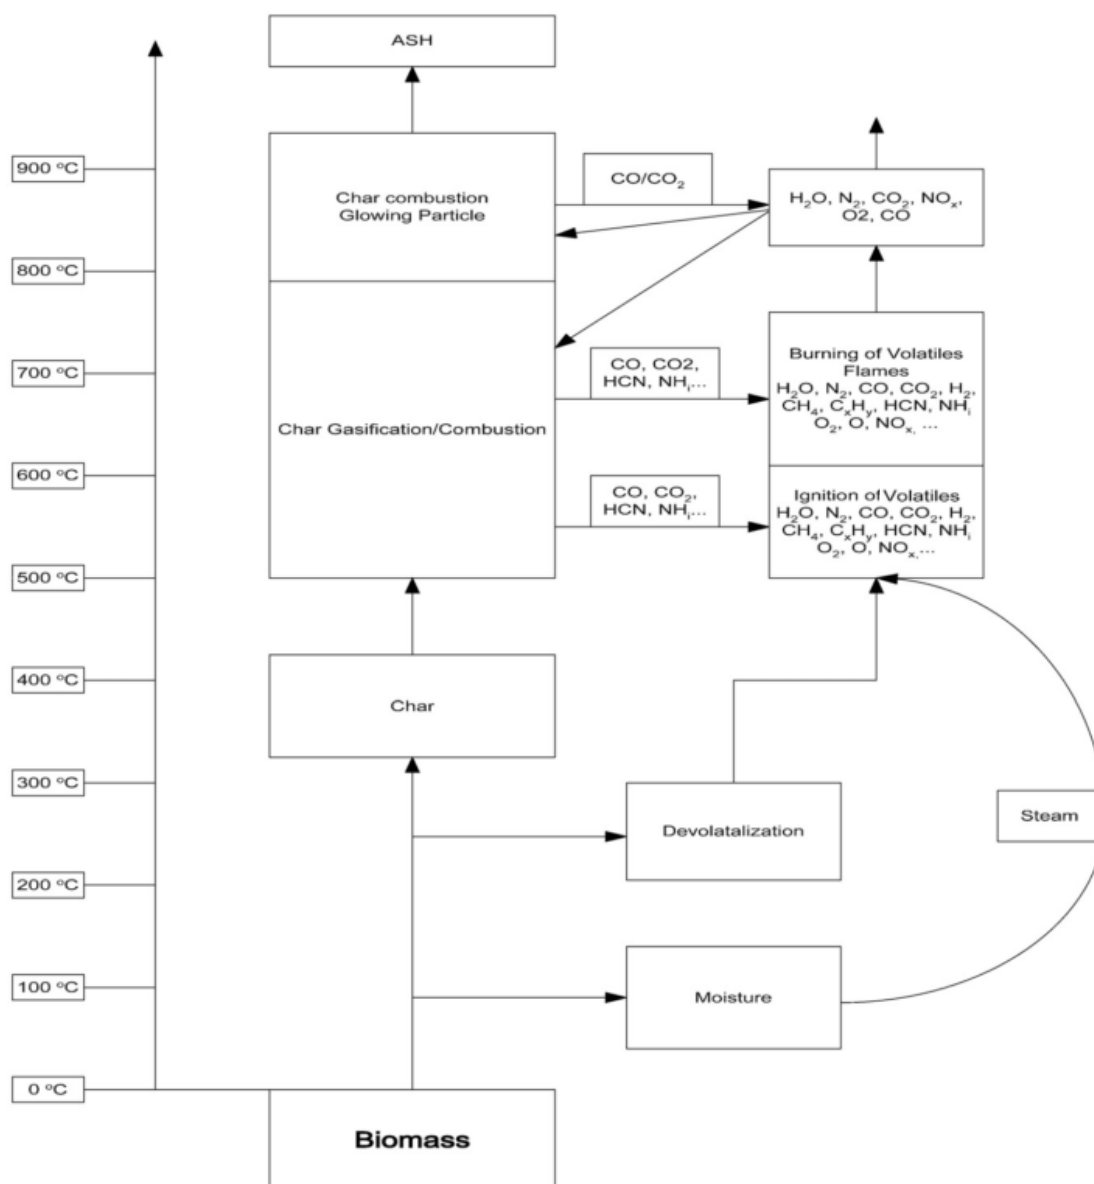 ASH
900 °C
CO/CO₂
Char combustion
Glowing Particle
H₂O, N₂, CO₂, NOₓ,
O2, CO
800 °C
700 °C
CO, CO2,
HCN, NHᵢ...
Burning of Volatiles
Flames
H₂O, N₂, CO, CO₂, H₂,
CH₄, CₓHᵧ, HCN, NHᵢ
O₂, O, NOₓ, ...
Char Gasification/Combustion
600 °C
CO, CO₂,
HCN, NHᵢ...
Ignition of Volatiles
H₂O, N₂, CO, CO₂, H₂,
CH₄, CₓHᵧ, HCN, NHᵢ
O₂, O, NOₓ,...
500 °C
400 °C
Char
300 °C
Devolatalization
Steam
200 °C
100 °C
Moisture
0 °C
Biomass